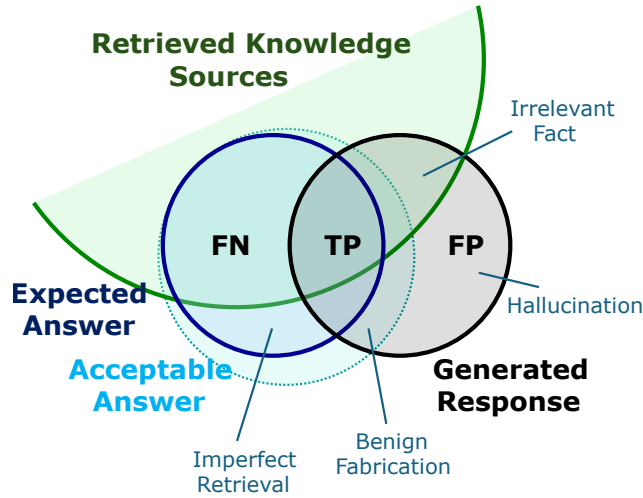 Retrieved Knowledge
Sources
Irrelevant
Fact
FN
TP
FP
Expected
Answer
Hallucination
Acceptable
Answer
Generated
Response
Imperfect
Retrieval
Benign
Fabrication